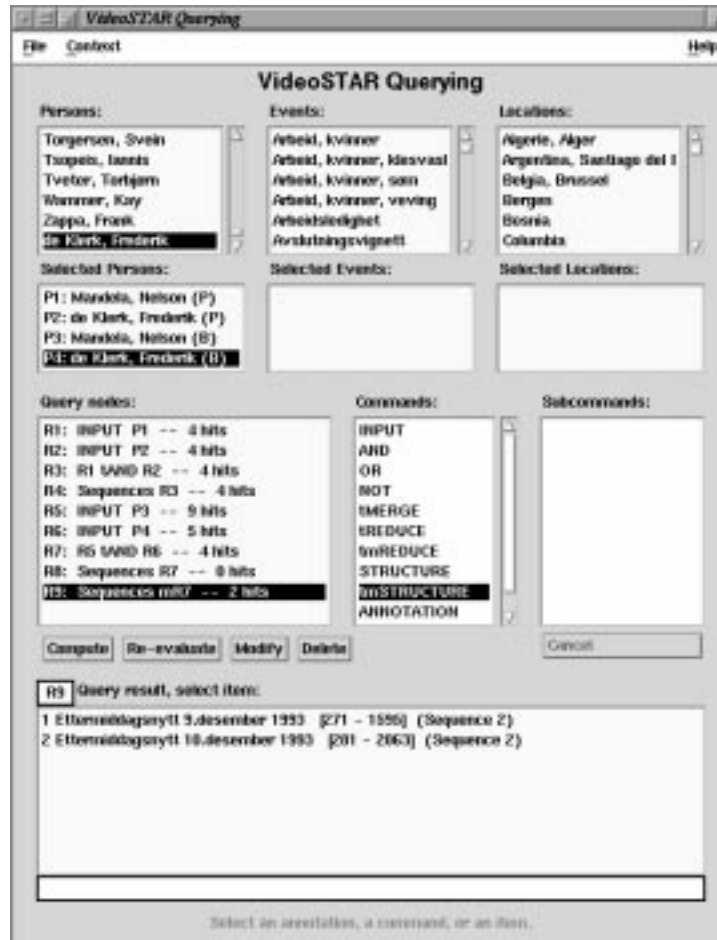 VideoSTAR Querying
File Context Help
VideoSTAR Querying
Persons: Events: Locations:
Torgersen, Svein
Tsopeis, Iannis
Tveter, Torbjørn
Wammer, Kay
Zappa, Frank
de Klerk, Frederik
Arbeid, kvinner
Arbeid, kvinner, klesvasl
Arbeid, kvinner, søm
Arbeid, kvinner, veving
Arbeidsledighet
Avslutningsvignett
Algerie, Alger
Argentina, Santiago del
Belgia, Brussel
Bergen
Bosnia
Columbia
Selected Persons: Selected Events: Selected Locations:
P1: Mandela, Nelson (P)
P2: de Klerk, Frederik (P)
P3: Mandela, Nelson (B)
P4: de Klerk, Frederik (B)
Query nodes: Commands: Subcommands:
R1: INPUT P1 -- 4 hits
R2: INPUT P2 -- 4 hits
R3: R1 tAND R2 -- 4 hits
R4: Sequences R3 -- 4 hits
R5: INPUT P3 -- 9 hits
R6: INPUT P4 -- 5 hits
R7: R5 tAND R6 -- 4 hits
R8: Sequences R7 -- 0 hits
R9: Sequences mR7 -- 2 hits
INPUT
AND
OR
NOT
tMERGE
tREDUCE
tmREDUCE
STRUCTURE
tmSTRUCTURE
ANNOTATION
Compute Re-evaluate Modify Delete Cancel
R9 Query result, select item:
1 Ettermiddagsnytt 9.desember 1993 [271 - 1595] (Sequence 2)
2 Ettermiddagsnytt 10.desember 1993 [281 - 2063] (Sequence 2)
Select an annotation, a command, or an item.